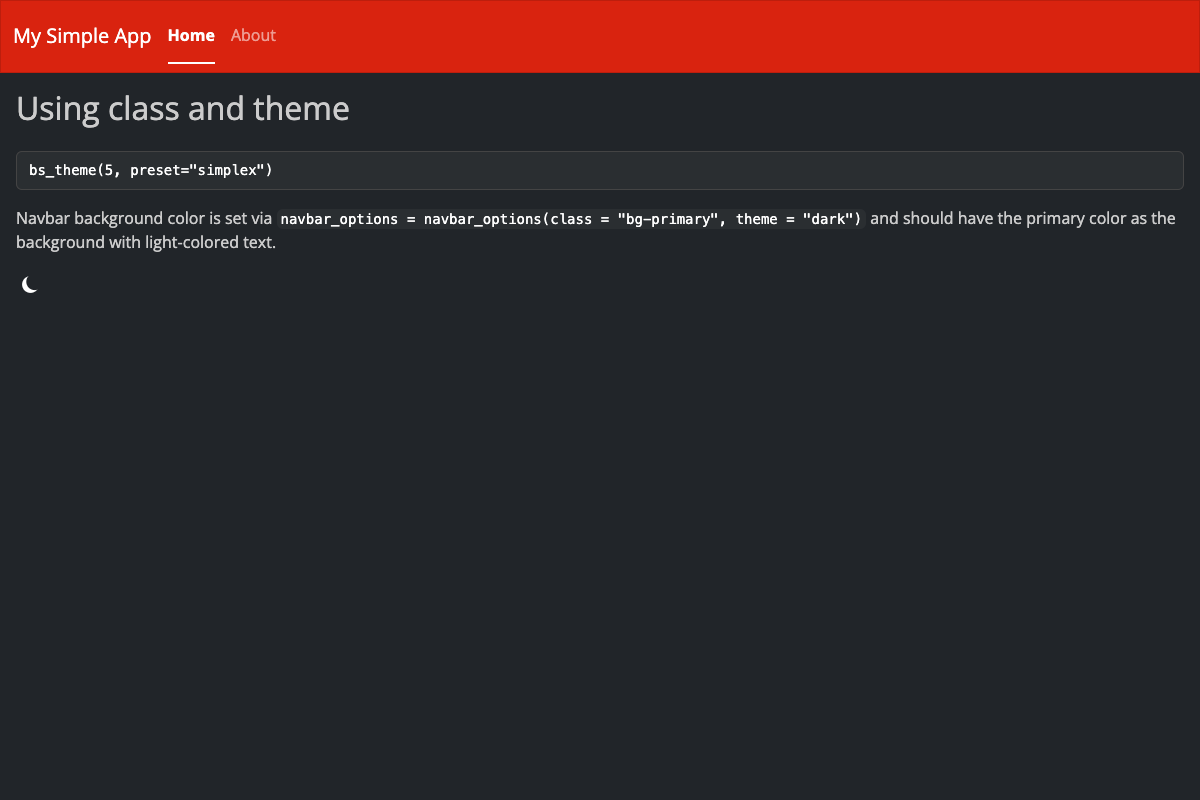 My Simple App Home About
Using class and theme
bs_theme(5, preset="simplex")
Navbar background color is set via navbar_options = navbar_options(class = "bg-primary", theme = "dark") and should have the primary color as the
background with light-colored text.